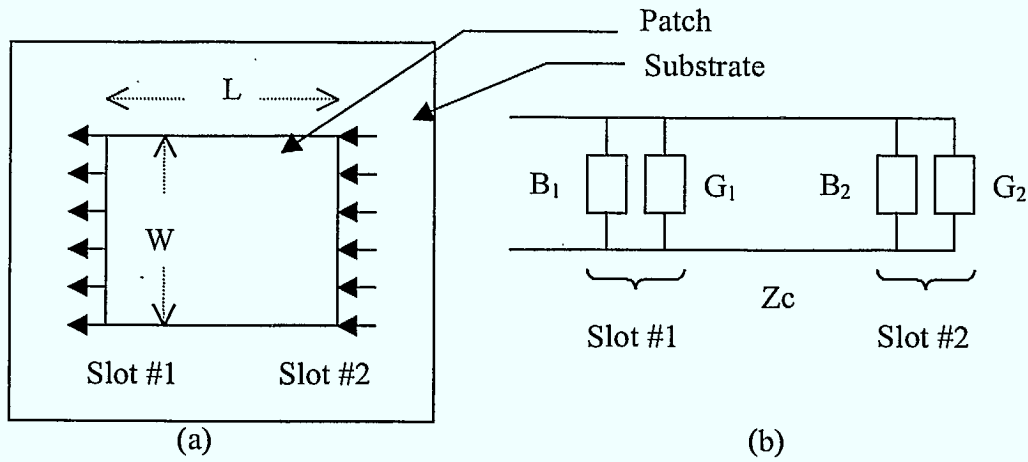 Patch
Substrate
L
W
Slot #1
Slot #2
(a)
B₁
G₁
B₂
G₂
Zc
Slot #1
Slot #2
(b)